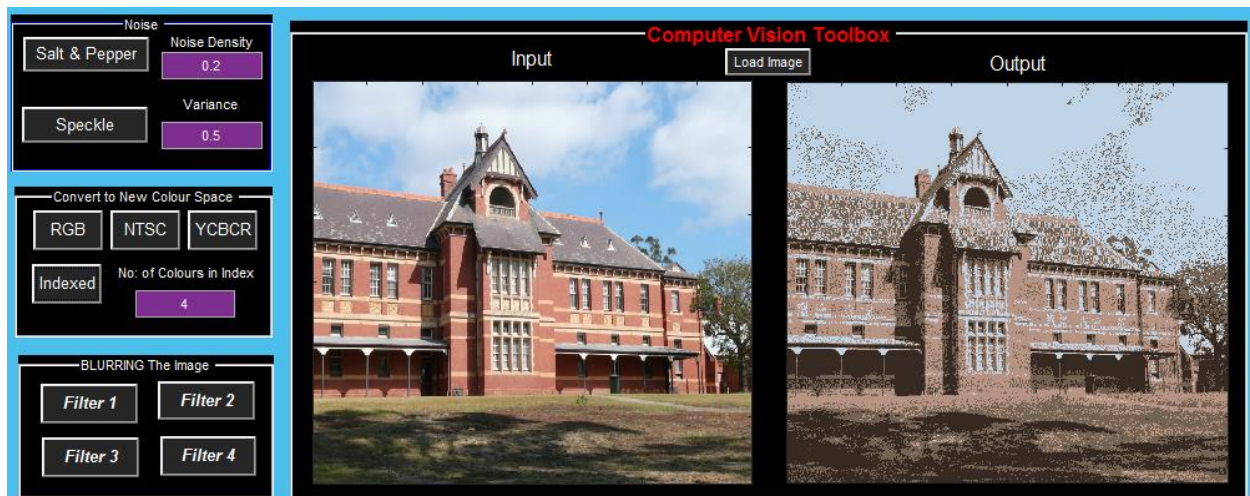 Noise
Salt & Pepper
Noise Density
0.2
Speckle
Variance
0.5
Convert to New Colour Space
RGB NTSC YCBCR
Indexed
No: of Colours in Index
4
BLURRING The Image
Filter 1 Filter 2
Filter 3 Filter 4
Computer Vision Toolbox
Input
Load Image
Output